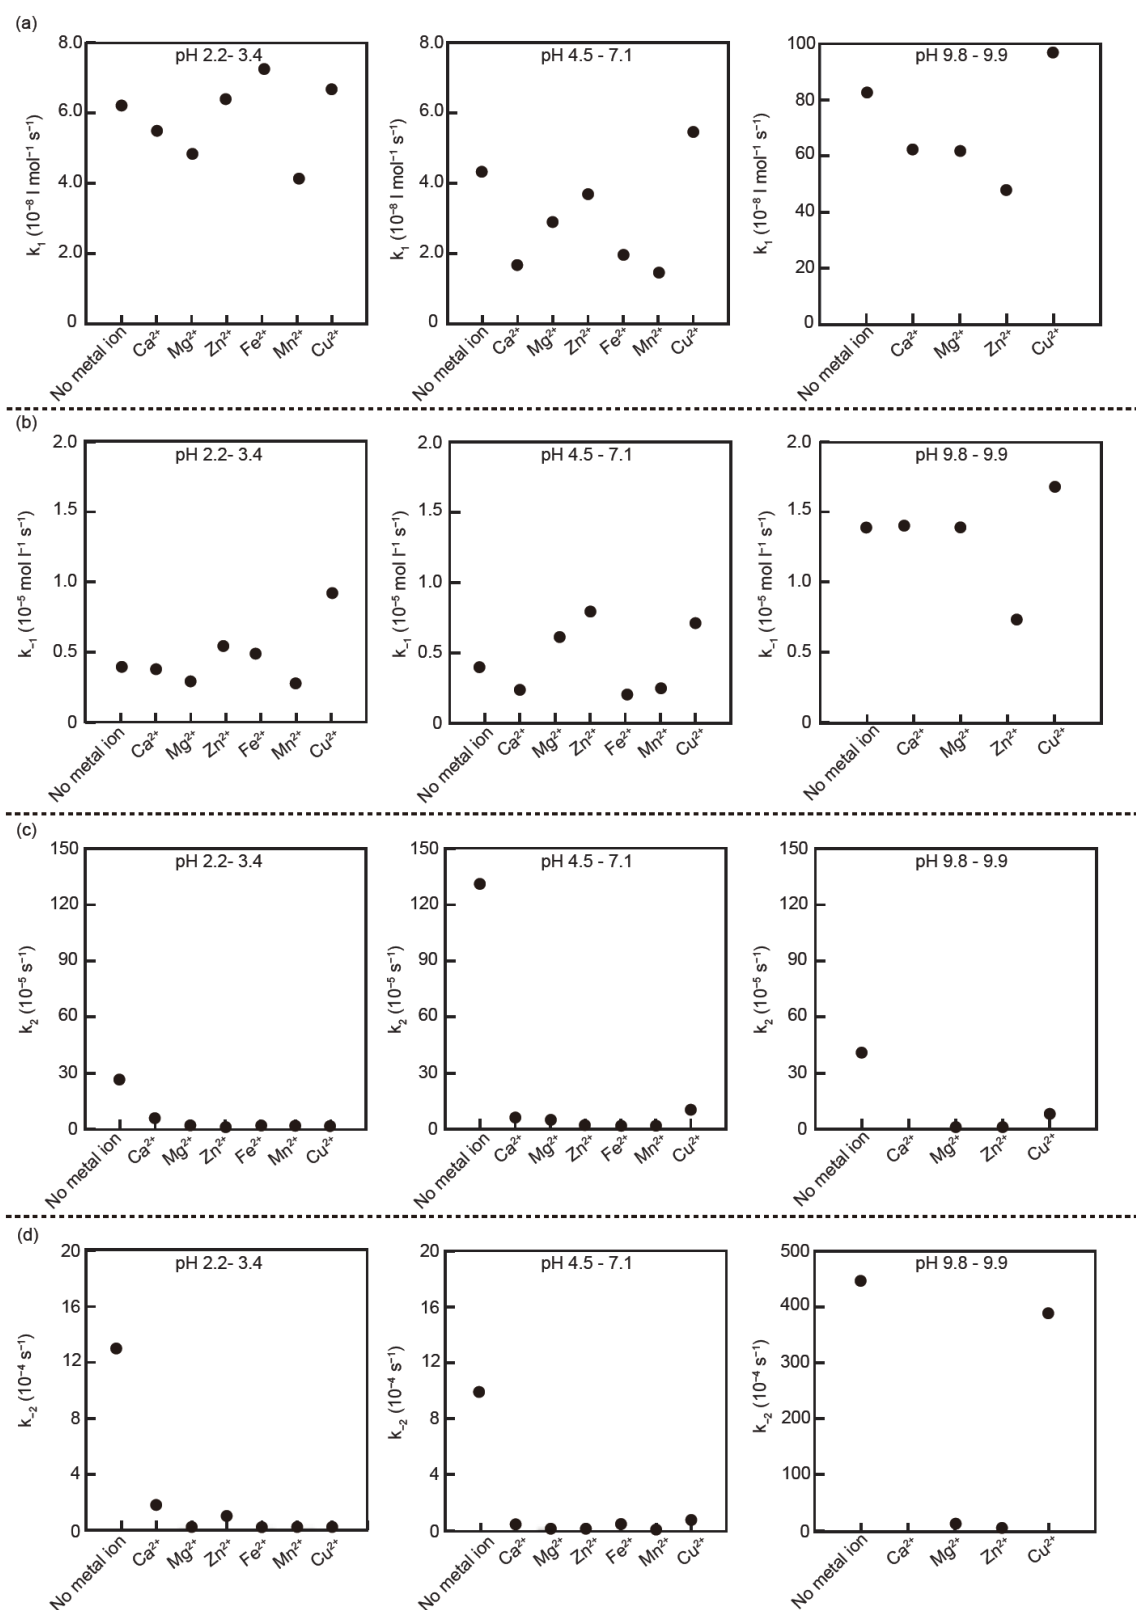 (a)
pH 2.2- 3.4
pH 4.5 - 7.1
pH 9.8 - 9.9
k₁ (10⁻⁸ l mol⁻¹ s⁻¹)
8.0
6.0
4.0
2.0
0
No metal ion
Ca²⁺
Mg²⁺
Zn²⁺
Fe²⁺
Mn²⁺
Cu²⁺
k₁ (10⁻⁸ l mol⁻¹ s⁻¹)
8.0
6.0
4.0
2.0
0
No metal ion
Ca²⁺
Mg²⁺
Zn²⁺
Fe²⁺
Mn²⁺
Cu²⁺
k₁ (10⁻⁸ l mol⁻¹ s⁻¹)
100
80
60
40
20
0
No metal ion
Ca²⁺
Mg²⁺
Zn²⁺
Cu²⁺
(b)
pH 2.2- 3.4
pH 4.5 - 7.1
pH 9.8 - 9.9
k₋₁ (10⁻⁵ mol l⁻¹ s⁻¹)
2.0
1.5
1.0
0.5
0
No metal ion
Ca²⁺
Mg²⁺
Zn²⁺
Fe²⁺
Mn²⁺
Cu²⁺
k₋₁ (10⁻⁵ mol l⁻¹ s⁻¹)
2.0
1.5
1.0
0.5
0
No metal ion
Ca²⁺
Mg²⁺
Zn²⁺
Fe²⁺
Mn²⁺
Cu²⁺
k₋₁ (10⁻⁵ mol l⁻¹ s⁻¹)
2.0
1.5
1.0
0.5
0
No metal ion
Ca²⁺
Mg²⁺
Zn²⁺
Cu²⁺
(c)
pH 2.2- 3.4
pH 4.5 - 7.1
pH 9.8 - 9.9
k₂ (10⁻⁵ s⁻¹)
150
120
90
60
30
0
No metal ion
Ca²⁺
Mg²⁺
Zn²⁺
Fe²⁺
Mn²⁺
Cu²⁺
k₂ (10⁻⁵ s⁻¹)
150
120
90
60
30
0
No metal ion
Ca²⁺
Mg²⁺
Zn²⁺
Fe²⁺
Mn²⁺
Cu²⁺
k₂ (10⁻⁵ s⁻¹)
150
120
90
60
30
0
No metal ion
Ca²⁺
Mg²⁺
Zn²⁺
Cu²⁺
(d)
pH 2.2- 3.4
pH 4.5 - 7.1
pH 9.8 - 9.9
k₋₂ (10⁻⁴ s⁻¹)
20
16
12
8
4
0
No metal ion
Ca²⁺
Mg²⁺
Zn²⁺
Fe²⁺
Mn²⁺
Cu²⁺
k₋₂ (10⁻⁴ s⁻¹)
20
16
12
8
4
0
No metal ion
Ca²⁺
Mg²⁺
Zn²⁺
Fe²⁺
Mn²⁺
Cu²⁺
k₋₂ (10⁻⁴ s⁻¹)
500
400
300
200
100
0
No metal ion
Ca²⁺
Mg²⁺
Zn²⁺
Cu²⁺